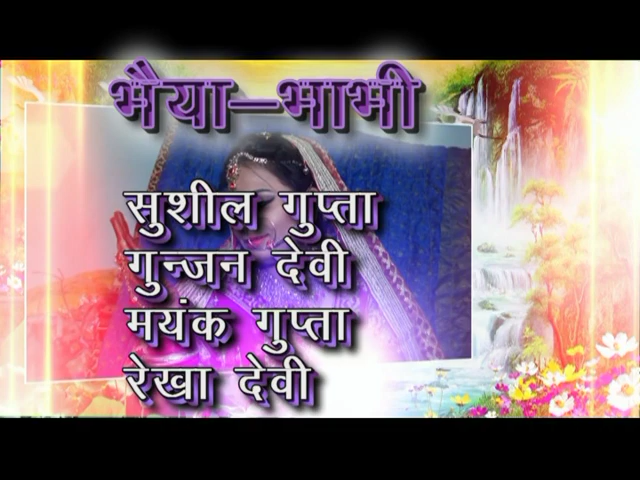 भैया–भाभी
सुशील गुप्ता
गुन्जन देवी
मयंक गुप्ता
रेखा देवी